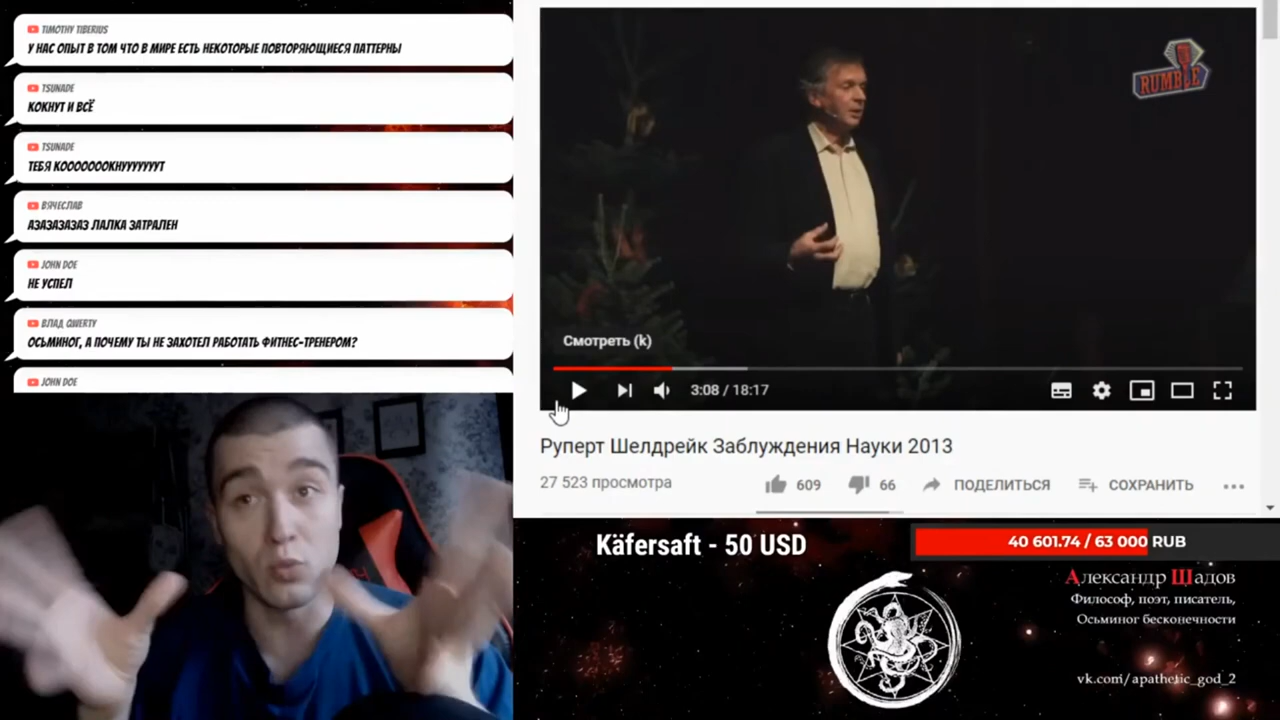 TIMOTHY TIBERIUS
У НАС ОПЫТ В ТОМ ЧТО В МИРЕ ЕСТЬ НЕКОТОРЫЕ ПОВТОРЯЮЩИЕСЯ ПАТТЕРНЫ
TSUNADE
КОКНУТ И ВСЁ
TSUNADE
ТЕБЯ КООООООOКНУУУУУУТ
ВЯЧЕСЛАВ
АЗАЗАЗАЗАЗ ЛАЛКА ЗАТРАЛЕН
JOHN DOE
НЕ УСПЕЛ
ВЛАД QWERTY
ОСЬМИНОГ, А ПОЧЕМУ ТЫ НЕ ЗАХОТЕЛ РАБОТАТЬ ФИТНЕС-ТРЕНЕРОМ?
JOHN DOE
RUMBLE
Смотреть (k)
3:08 / 18:17
Руперт Шелдрейк Заблуждения Науки 2013
27 523 просмотра
609
66
ПОДЕЛИТЬСЯ
СОХРАНИТЬ
Käfersaft - 50 USD
40 601.74 / 63 000 RUB
Александр Шадов
Философ, поэт, писатель,
Осьминог бесконечности
vk.com/apathetic_god_2